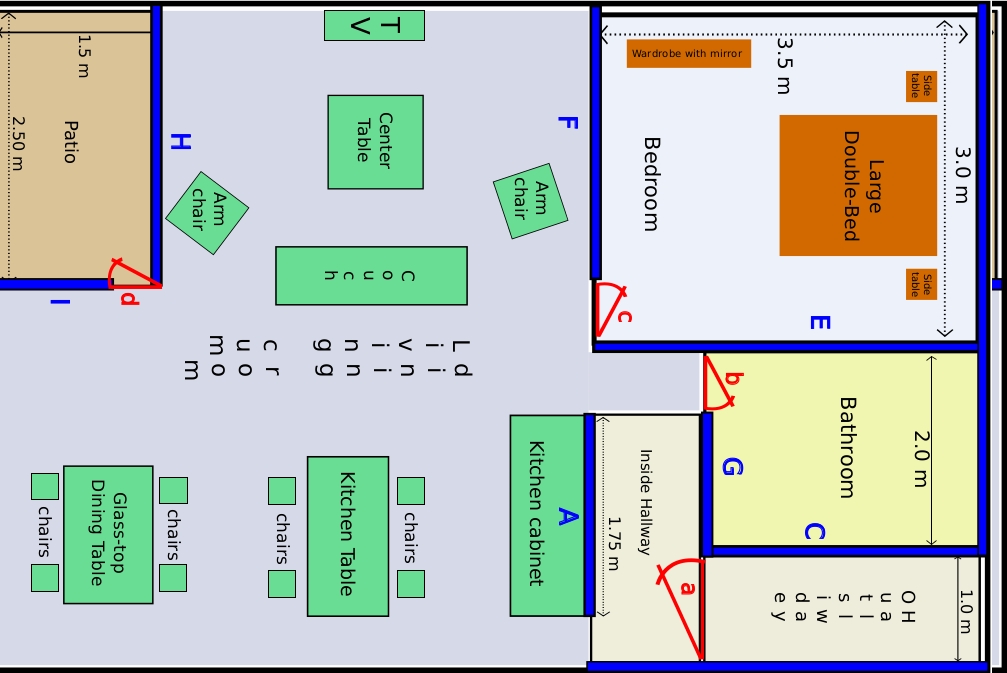 1.0 m
Outside
Hallway
3.0 m
2.0 m
Side
table
Side
table
Large
Double-Bed
E
Bathroom
C
3.5 m
Wardrobe with mirror
b
G
a
Bedroom
c
Inside Hallway
1.75 m
F
A
Arm
chair
Kitchen cabinet
Living cum
dining room
TV
Center
Table
Couch
chairs
Kitchen Table
chairs
Arm
chair
H
chairs
Glass-top
Dining Table
chairs
d
1.5 m
Patio
I
2.50 m